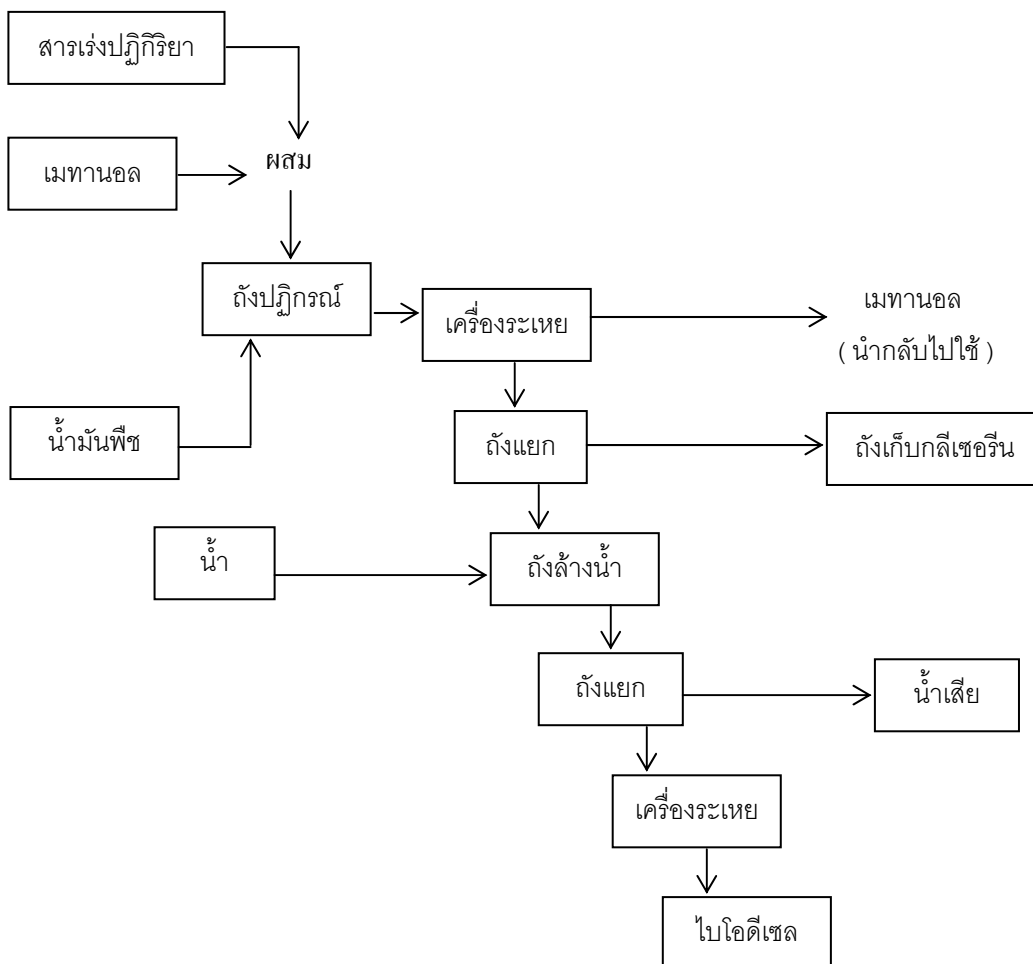 สารเร่งปฏิกิริยา
เมทานอล
ผสม
ถังปฏิกรณ์
เครื่องระเหย
เมทานอล
( นำกลับไปใช้ )
น้ำมันพืช
ถังแยก
ถังเก็บกลีเซอรีน
น้ำ
ถังล้างน้ำ
ถังแยก
น้ำเสีย
เครื่องระเหย
ไบโอดีเซล